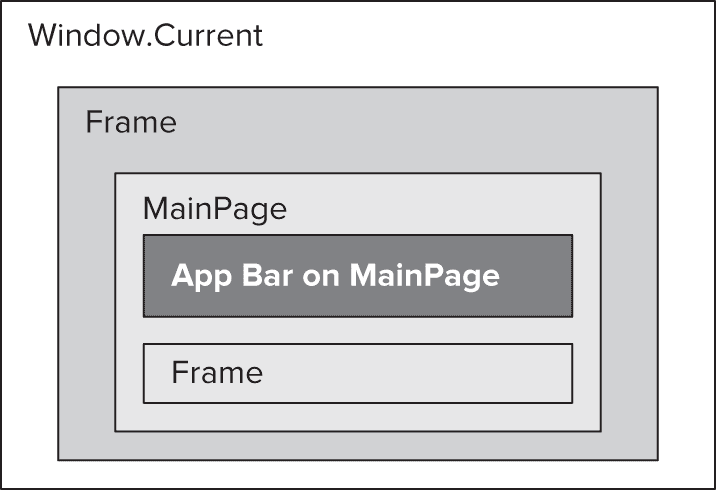 Window.Current
Frame
MainPage
App Bar on MainPage
Frame